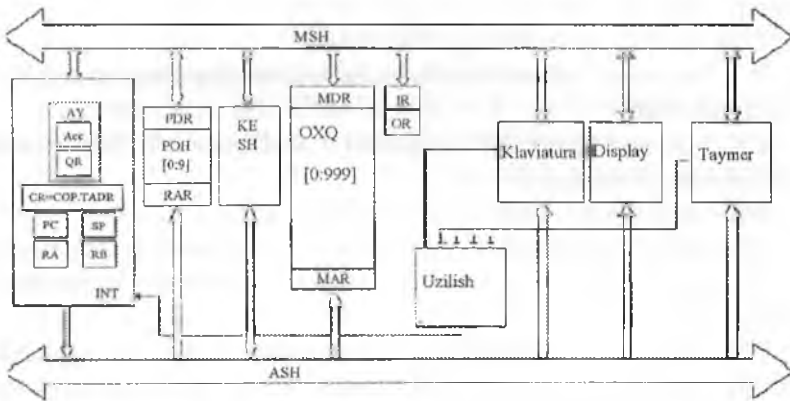 MSH
AY
Acc
QR
CR=COP.TADR
PC SP
RA RB
INT
PDR
POH
[0:9]
RAR
KE
SH
MDR
OXQ
[0:999]
MAR
IR
OR
Klaviatura
Display
Taymer
Uzilish
ASH